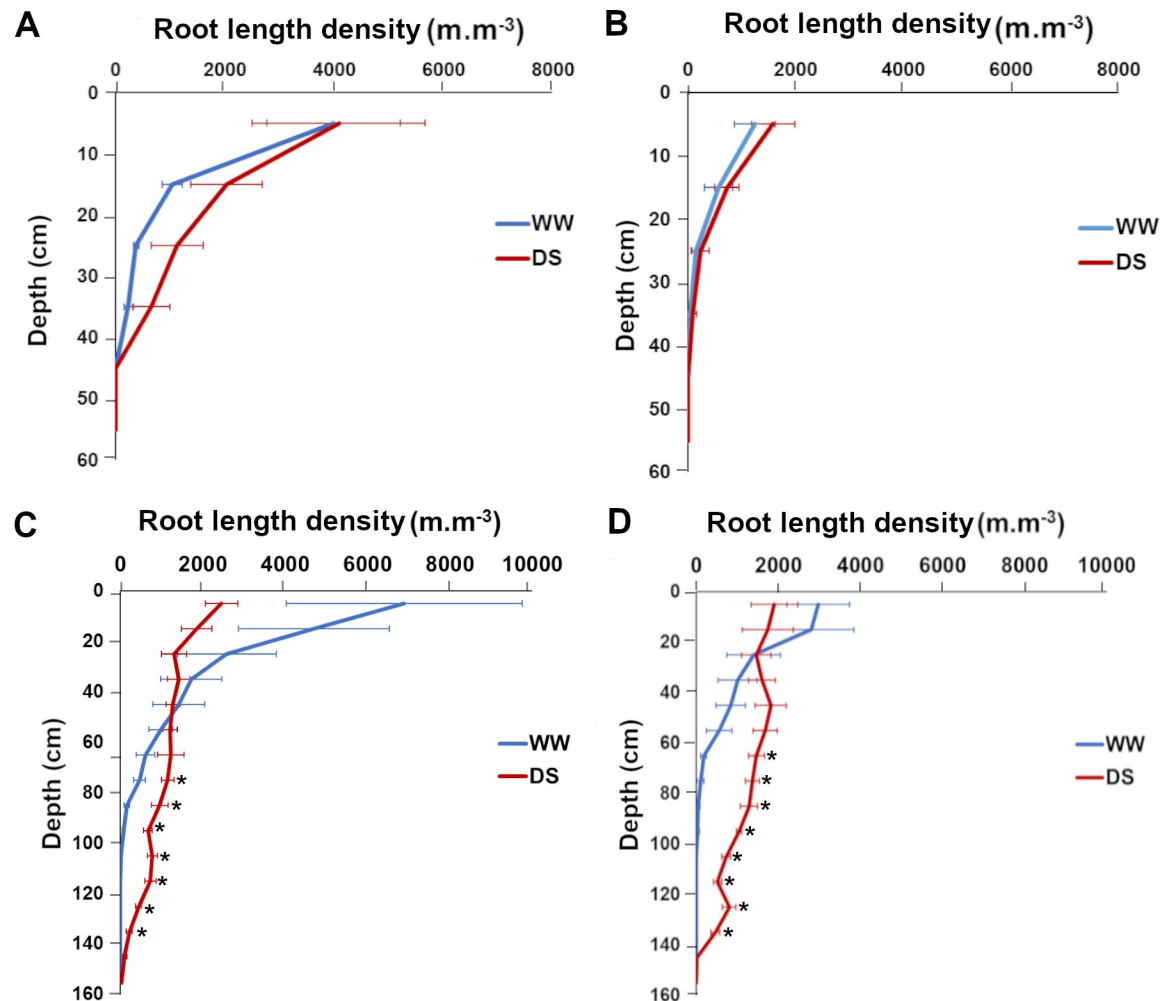 A
Root length density (m.m-3)
0 2000 4000 6000 8000
0
10
20
30
40
50
60
Depth (cm)
WW
DS
B
Root length density (m.m-3)
0 2000 4000 6000 8000
0
10
20
30
40
50
60
Depth (cm)
WW
DS
C
Root length density (m.m-3)
0 2000 4000 6000 8000 10000
0
20
40
60
80
100
120
140
160
Depth (cm)
WW
DS
*
*
*
*
*
*
*
D
Root length density (m.m-3)
0 2000 4000 6000 8000 10000
0
20
40
60
80
100
120
140
160
Depth (cm)
WW
DS
*
*
*
*
*
*
*
*